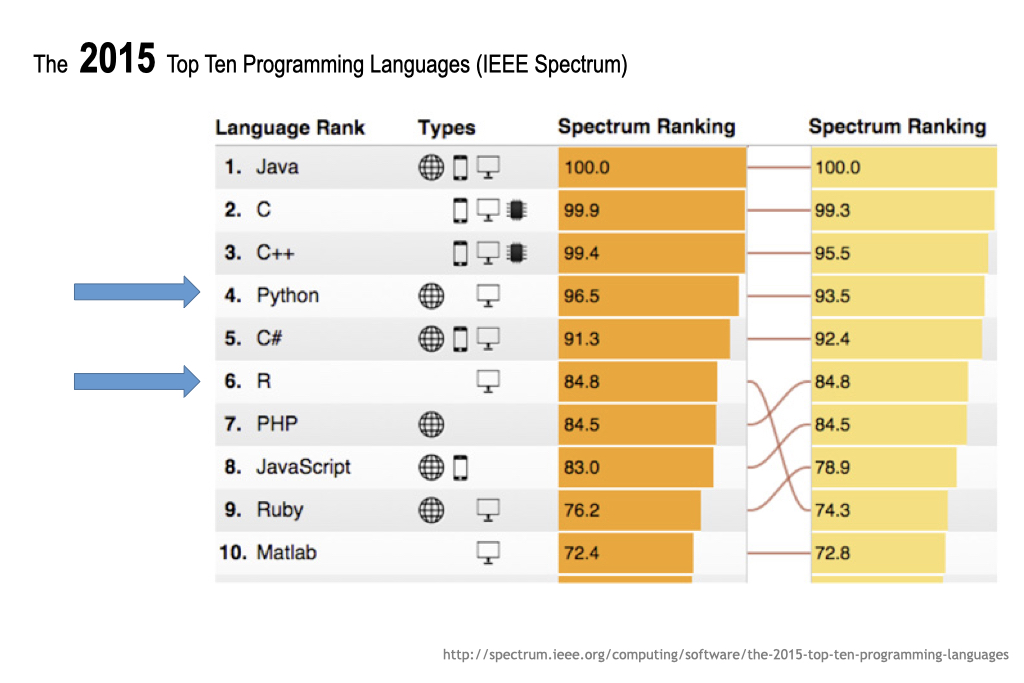 The 2015 Top Ten Programming Languages (IEEE Spectrum)
Language Rank Types Spectrum Ranking Spectrum Ranking
1. Java 100.0 100.0
2. C 99.9 99.3
3. C++ 99.4 95.5
4. Python 96.5 93.5
5. C# 91.3 92.4
6. R 84.8 84.8
7. PHP 84.5 84.5
8. JavaScript 83.0 78.9
9. Ruby 76.2 74.3
10. Matlab 72.4 72.8
http://spectrum.ieee.org/computing/software/the-2015-top-ten-programming-languages